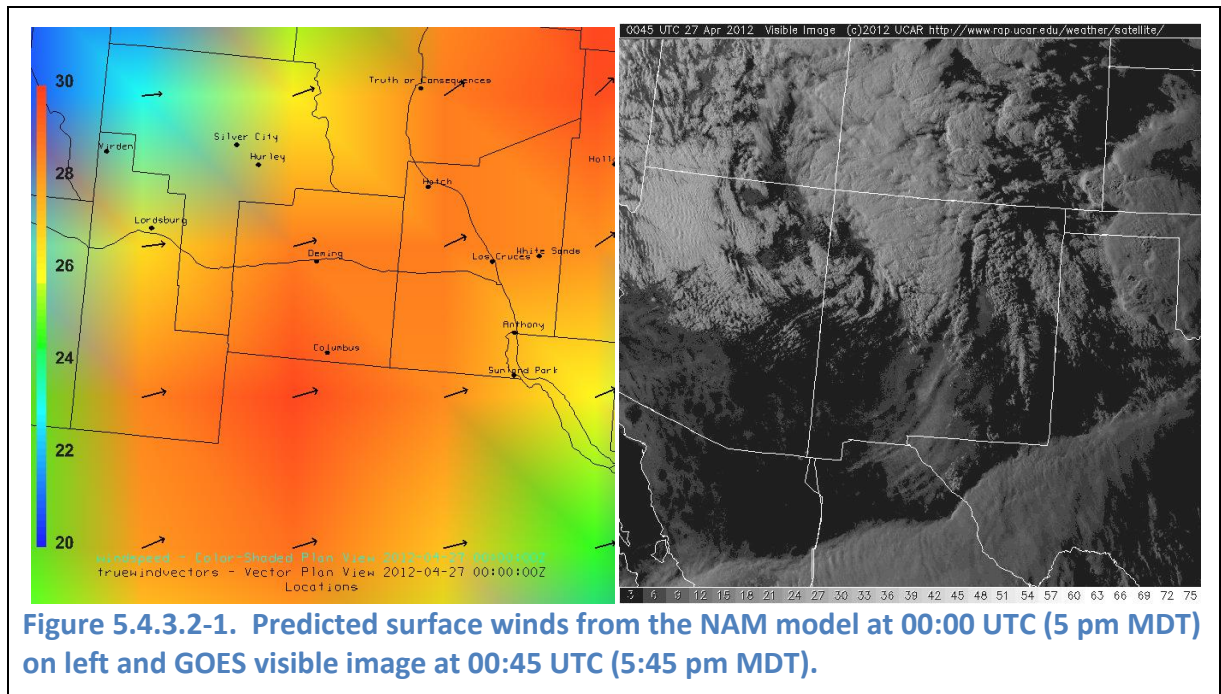 30
28
26
24
22
20
Truth or Consequences
Silver City
Virden
Hurley
Holl
Hatch
Lordsburg
Deming
Las Cruces
White Sands
Anthony
Columbus
Sunland Park
windspeed - Color-Shaded Plan View 2012-04-27 00:00:00Z
truewindvectors - Vector Plan View 2012-04-27 00:00:00Z
Locations
0045 UTC 27 Apr 2012 Visible Image (c)2012 UCAR http://www.rap.ucar.edu/weather/satellite/
3 6 9 12 15 18 21 24 27 30 33 36 39 42 45 48 51 54 57 60 63 66 69 72 75
Figure 5.4.3.2-1. Predicted surface winds from the NAM model at 00:00 UTC (5 pm MDT)
on left and GOES visible image at 00:45 UTC (5:45 pm MDT).